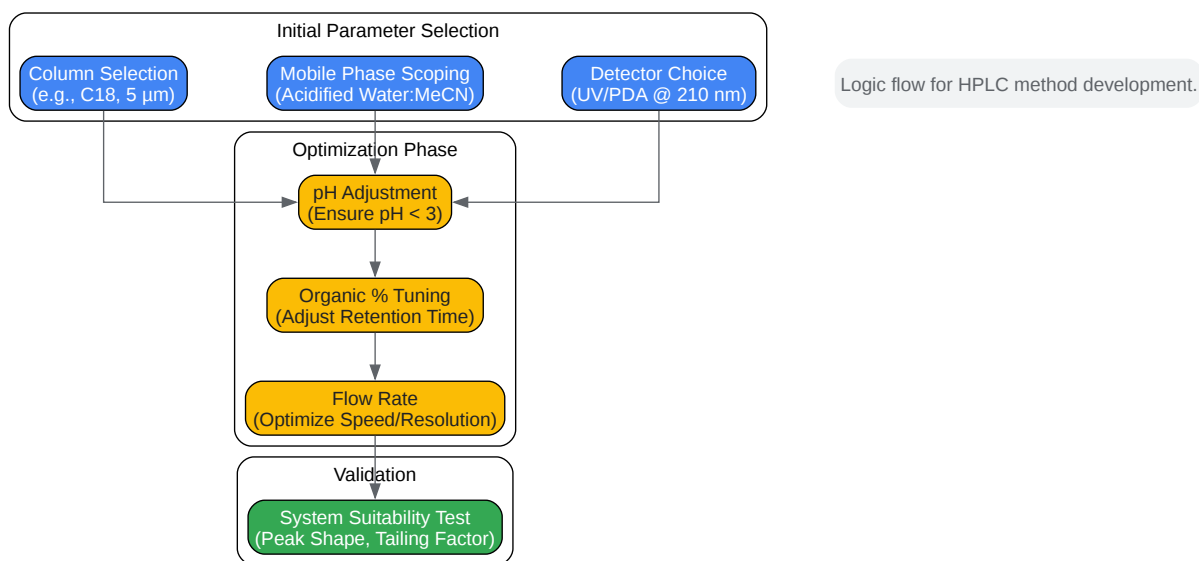 Initial Parameter Selection
Column Selection
(e.g., C18, 5 µm)
Mobile Phase Scoping
(Acidified Water:MeCN)
Detector Choice
(UV/PDA @ 210 nm)
Logic flow for HPLC method development.
Optimization Phase
pH Adjustment
(Ensure pH < 3)
Organic % Tuning
(Adjust Retention Time)
Flow Rate
(Optimize Speed/Resolution)
Validation
System Suitability Test
(Peak Shape, Tailing Factor)